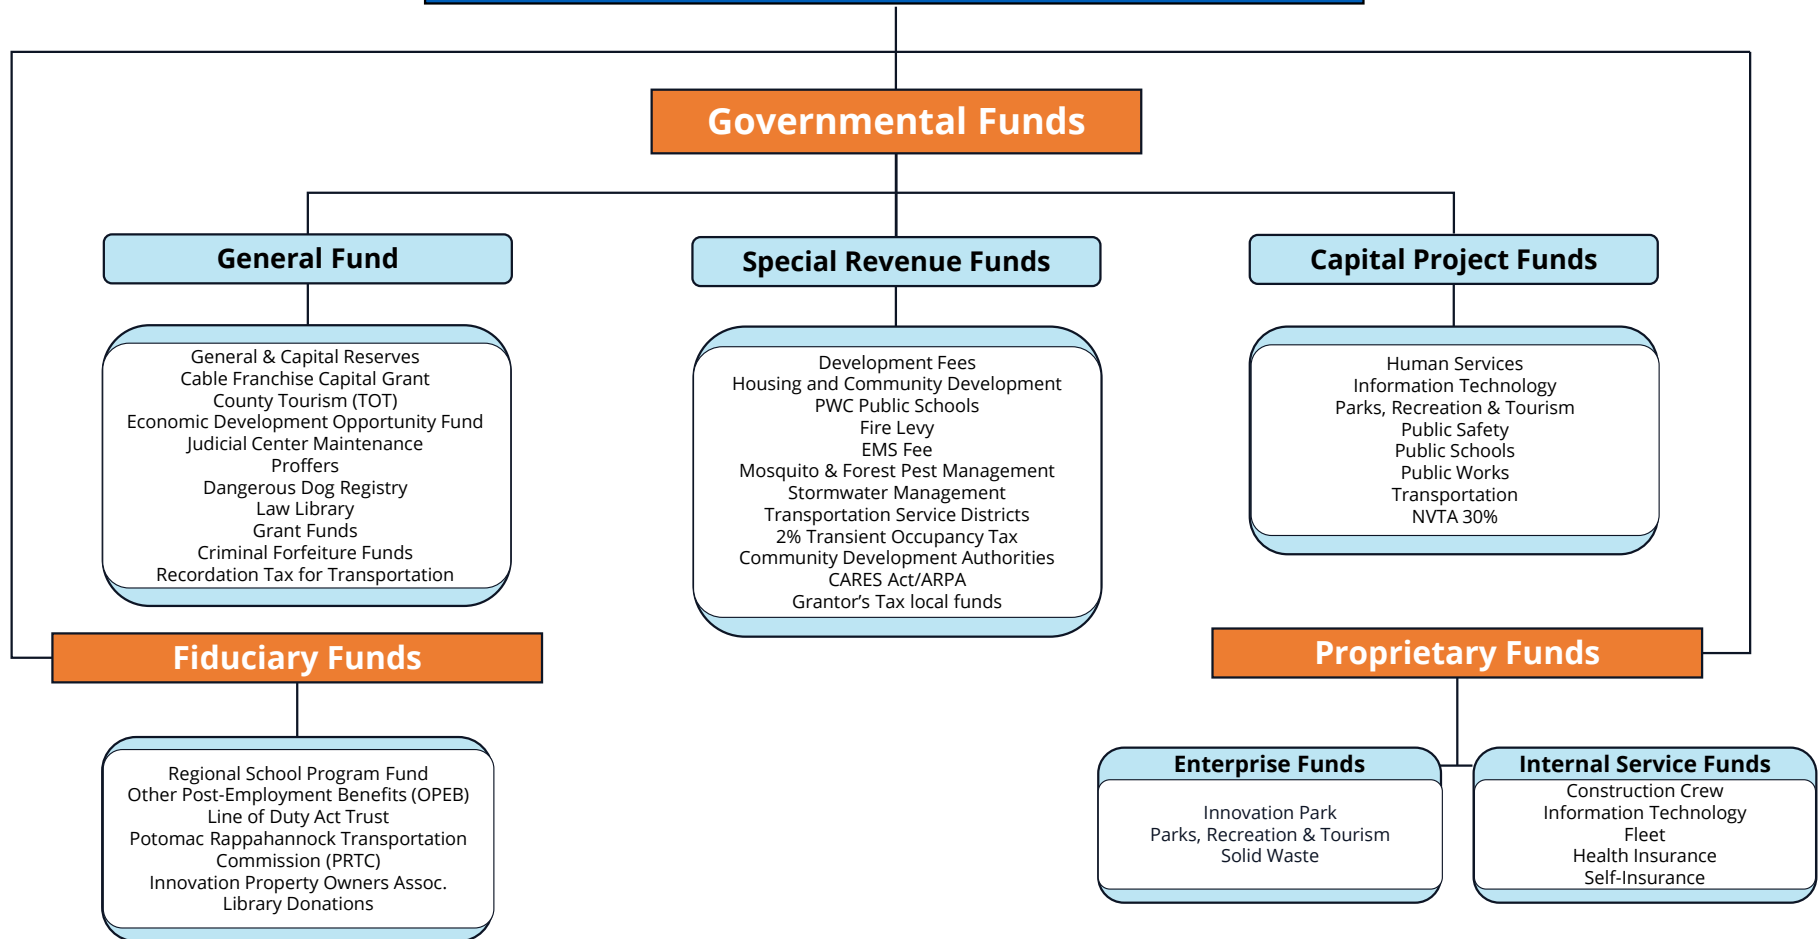 Governmental Funds
General Fund
General & Capital Reserves
Cable Franchise Capital Grant
County Tourism (TOT)
Economic Development Opportunity Fund
Judicial Center Maintenance
Proffers
Dangerous Dog Registry
Law Library
Grant Funds
Criminal Forfeiture Funds
Recordation Tax for Transportation
Special Revenue Funds
Development Fees
Housing and Community Development
PWC Public Schools
Fire Levy
EMS Fee
Mosquito & Forest Pest Management
Stormwater Management
Transportation Service Districts
2% Transient Occupancy Tax
Community Development Authorities
CARES Act/ARPA
Grantor’s Tax local funds
Capital Project Funds
Human Services
Information Technology
Parks, Recreation & Tourism
Public Safety
Public Schools
Public Works
Transportation
NVTA 30%
Fiduciary Funds
Regional School Program Fund
Other Post-Employment Benefits (OPEB)
Line of Duty Act Trust
Potomac Rappahannock Transportation
Commission (PRTC)
Innovation Property Owners Assoc.
Library Donations
Proprietary Funds
Enterprise Funds
Innovation Park
Parks, Recreation & Tourism
Solid Waste
Internal Service Funds
Construction Crew
Information Technology
Fleet
Health Insurance
Self-Insurance